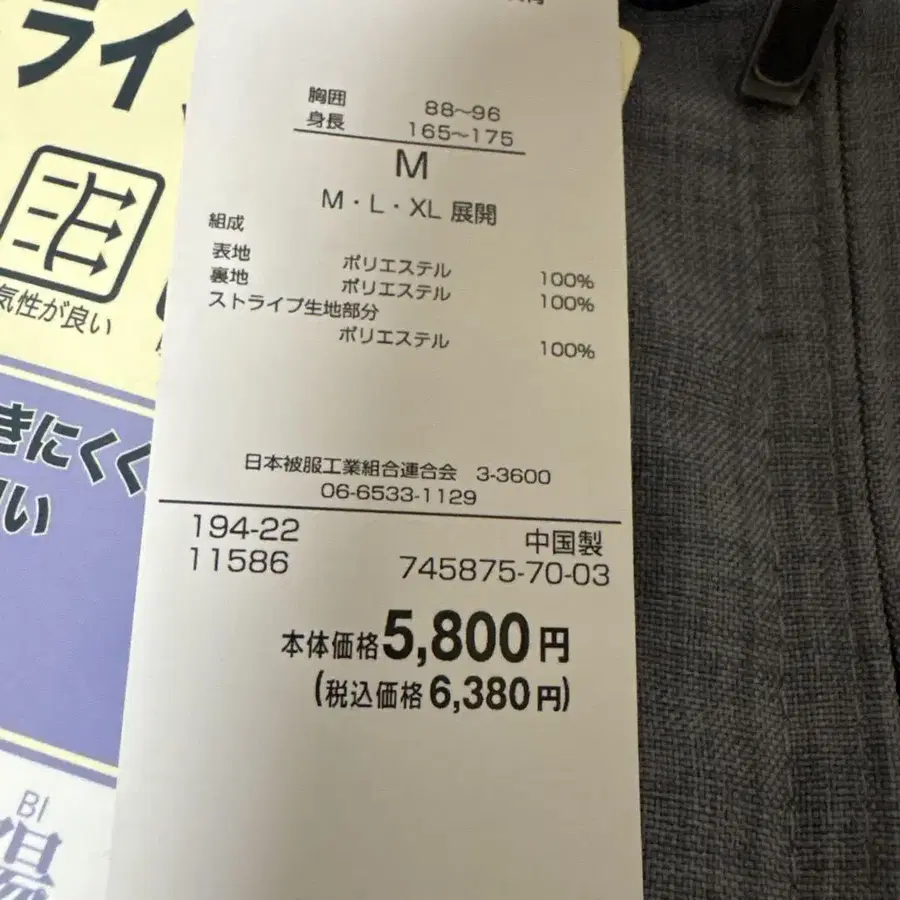 ライ
気性が良い
きにくく
い
BI
胸囲 88〜96
身長 165〜175
M
M・L・XL 展開
組成
表地 ポリエステル 100%
裏地 ポリエステル 100%
ストライプ生地部分
ポリエステル 100%
日本被服工業組合連合会 3-3600
06-6533-1129
194-22 中国製
11586 745875-70-03
本体価格5,800円
(税込価格6,380円)